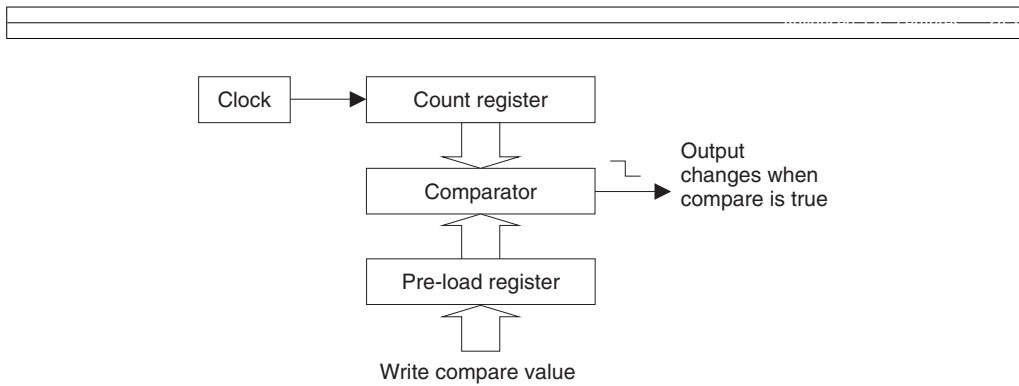 Clock
Count register
Comparator
Output
changes when
compare is true
Pre-load register
Write compare value